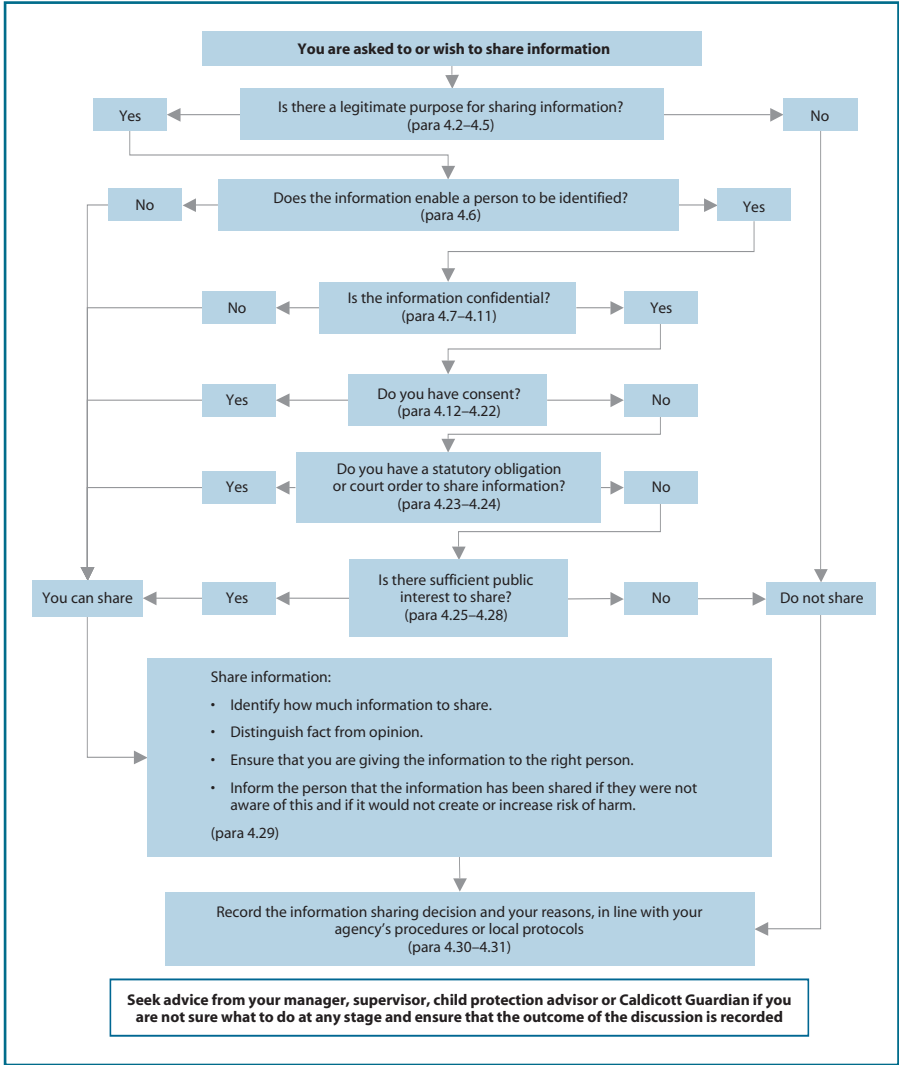 You are asked to or wish to share information
Is there a legitimate purpose for sharing information?
(para 4.2–4.5)
Yes
No
Does the information enable a person to be identified?
(para 4.6)
No
Yes
Is the information confidential?
(para 4.7–4.11)
No
Yes
Do you have consent?
(para 4.12–4.22)
Yes
No
Do you have a statutory obligation
or court order to share information?
(para 4.23–4.24)
Yes
No
Is there sufficient public
interest to share?
(para 4.25–4.28)
You can share
Yes
No
Do not share
Share information:
• Identify how much information to share.
• Distinguish fact from opinion.
• Ensure that you are giving the information to the right person.
• Inform the person that the information has been shared if they were not
aware of this and if it would not create or increase risk of harm.
(para 4.29)
Record the information sharing decision and your reasons, in line with your
agency’s procedures or local protocols
(para 4.30–4.31)
Seek advice from your manager, supervisor, child protection advisor or Caldicott Guardian if you
are not sure what to do at any stage and ensure that the outcome of the discussion is recorded